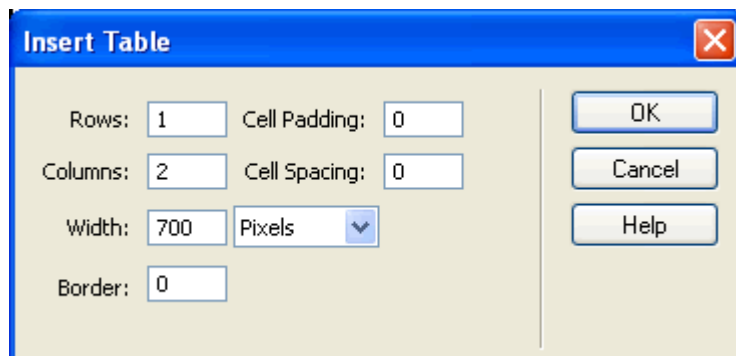 Insert Table
Rows: 1 Cell Padding: 0 OK
Columns: 2 Cell Spacing: 0 Cancel
Width: 700 Pixels Help
Border: 0